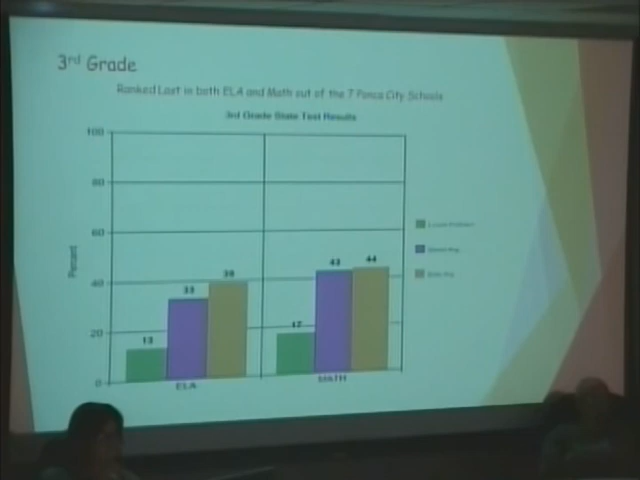 3rd Grade
Ranked Last in both ELA and Math out of the 7 Ponca City Schools
3rd Grade State Test Results
100
80
60
40
20
0
Percent
13
33
39
17
43
44
ELA
MATH